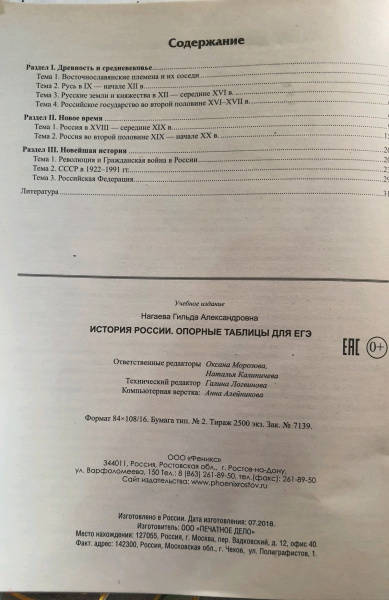 Содержание
Раздел I. Древность и средневековье
Тема 1. Восточнославянские племена и их соседи
Тема 2. Русь в IX — начале XII в.
Тема 3. Русские земли и княжества в XII — середине XVI в.
Тема 4. Российское государство во второй половине XVI–XVII в.
Раздел II. Новое время
Тема 1. Россия в XVIII — середине XIX в.
Тема 2. Россия во второй половине XIX — начале XX в.
Раздел III. Новейшая история
Тема 1. Революция и Гражданская война в России
Тема 2. СССР в 1922–1991 гг.
Тема 3. Российская Федерация
Литература
Учебное издание
Нагаева Гильда Александровна
ИСТОРИЯ РОССИИ. ОПОРНЫЕ ТАБЛИЦЫ ДЛЯ ЕГЭ
ЕАС 0+
Ответственные редакторы Оксана Морозова,
Наталья Калиничева
Технический редактор Галина Логвинова
Компьютерная верстка: Анна Алейникова
Формат 84×108/16. Бумага тип. № 2. Тираж 2500 экз. Зак. № 7139.
ООО «Феникс»
344011, Россия, Ростовская обл., г. Ростов-на-Дону,
ул. Варфоломеева, 150 Тел.: 8 (863) 261-89-50, тел.(факс): 261-89-50
Сайт издательства: www.phoenixrostov.ru
Изготовлено в России. Дата изготовления: 07.2018.
Изготовитель: ООО «ПЕЧАТНОЕ ДЕЛО»
Место нахождения: 127055, Россия, г. Москва, пер. Вадковский, д. 12, офис 40.
Факт. адрес: 142300, Россия, Московская обл., г. Чехов, ул. Полиграфистов, 1.